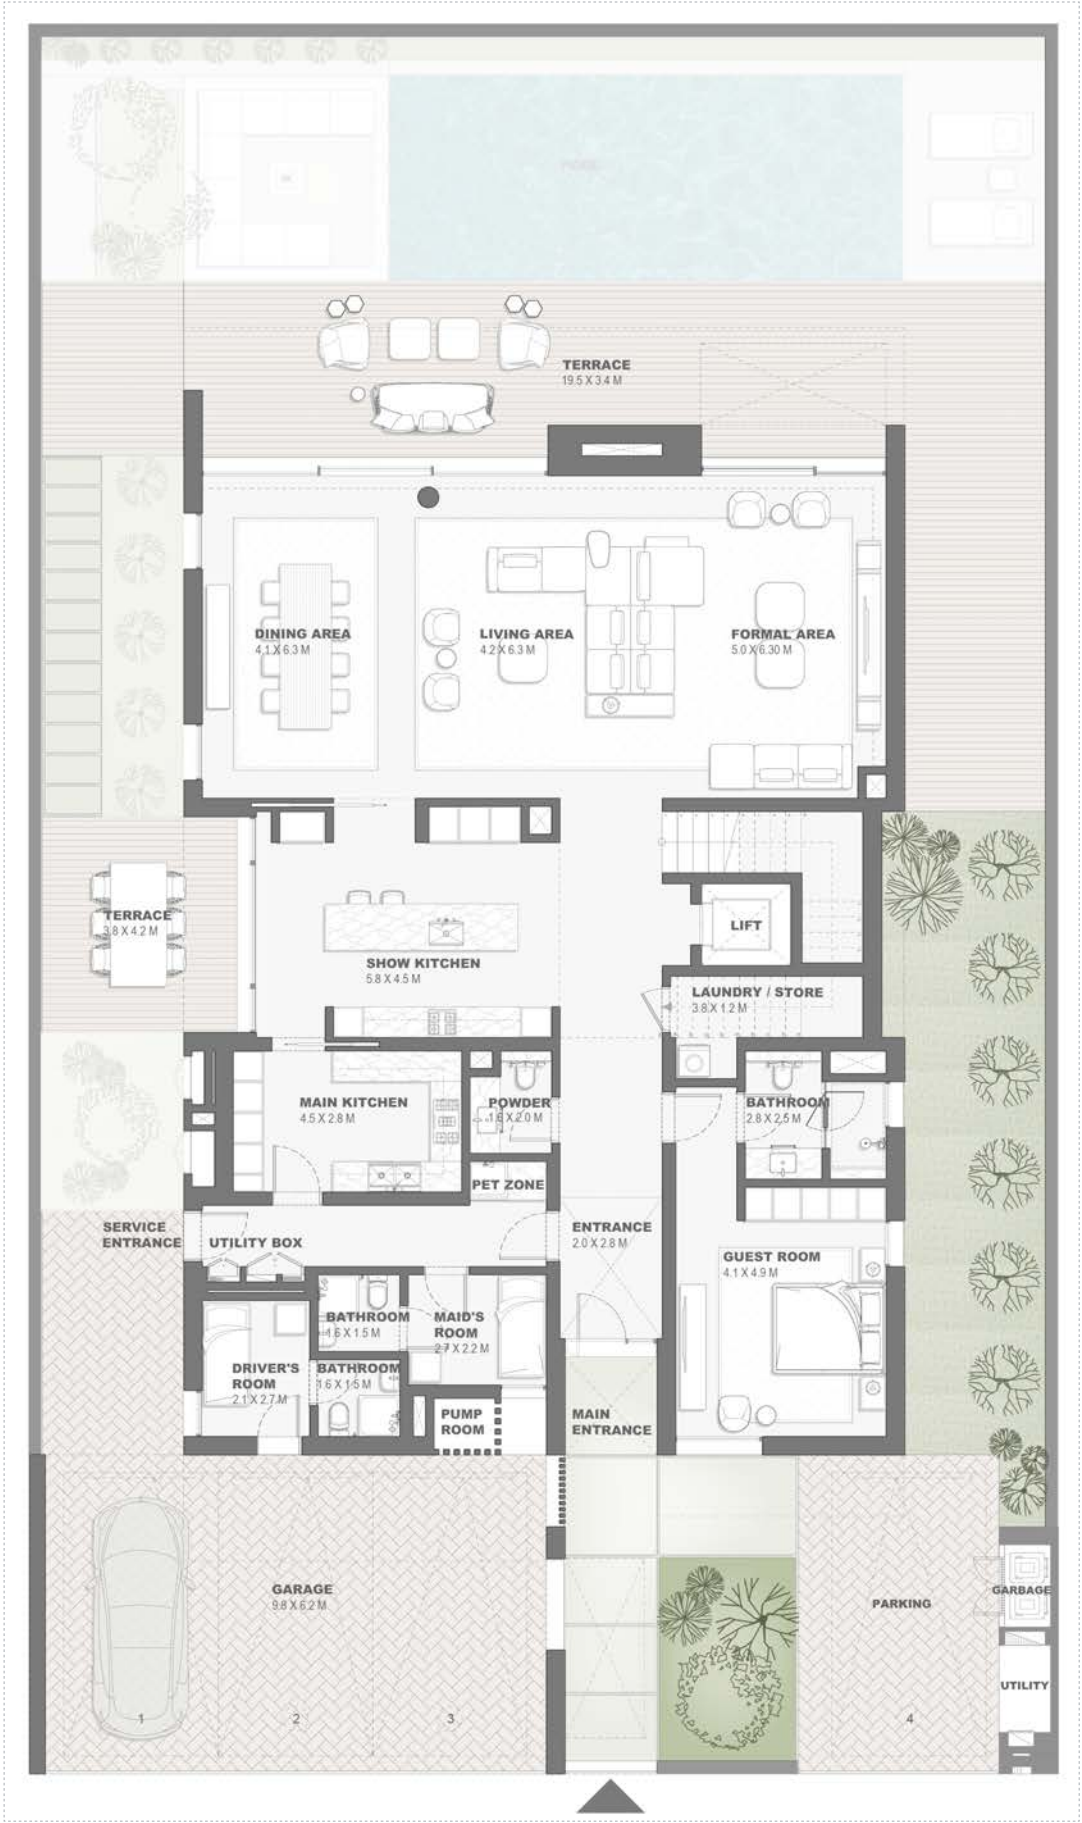 TERRACE
19.5 X 3.4 M
DINING AREA
4.1 X 6.3 M
LIVING AREA
4.2 X 6.3 M
FORMAL AREA
5.0 X 6.30 M
TERRACE
3.8 X 4.2 M
LIFT
SHOW KITCHEN
5.8 X 4.5 M
LAUNDRY / STORE
3.8 X 1.2 M
MAIN KITCHEN
4.5 X 2.8 M
POWDER
1.6 X 2.0 M
BATHROOM
2.8 X 2.5 M
PET ZONE
SERVICE
ENTRANCE
UTILITY BOX
ENTRANCE
2.0 X 2.8 M
GUEST ROOM
4.1 X 4.9 M
BATHROOM
1.6 X 1.5 M
MAID'S
ROOM
2.7 X 2.2 M
DRIVER'S
ROOM
2.1 X 2.7 M
BATHROOM
1.6 X 1.5 M
PUMP
ROOM
MAIN
ENTRANCE
GARAGE
9.8 X 6.2 M
PARKING
GARBAGE
UTILITY
1
2
3
4